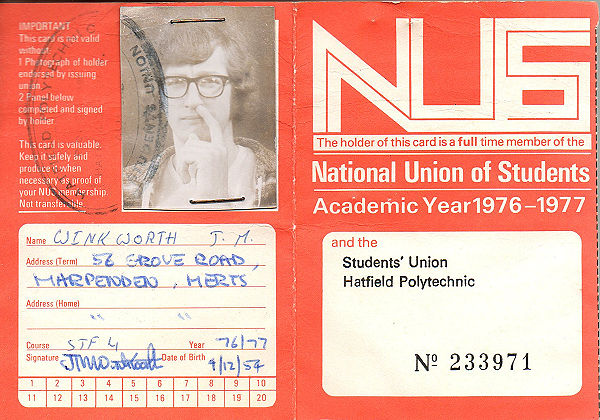 IMPORTANT
This card is not valid
without:
1 Photograph of holder
endorsed by issuing
union.
2 Panel below
completed and signed
by holder
This card is valuable.
Keep it safely and
produce it when
necessary as proof of
your NUS membership.
Not transferable
UNION
Name WINKWORTH J. M.
Address (Term) GROVE ROAD,
HARPENDEN, HERTS
Address (Home)
" "
Course STF 4 Year 76/77
Signature Date of Birth 9/12/54
1 2 3 4 5 6 7 8 9 10
11 12 13 14 15 16 17 18 19 20
NUS
The holder of this card is a full time member of the
National Union of Students
Academic Year 1976-1977
and the
Students' Union
Hatfield Polytechnic
Nº 233971